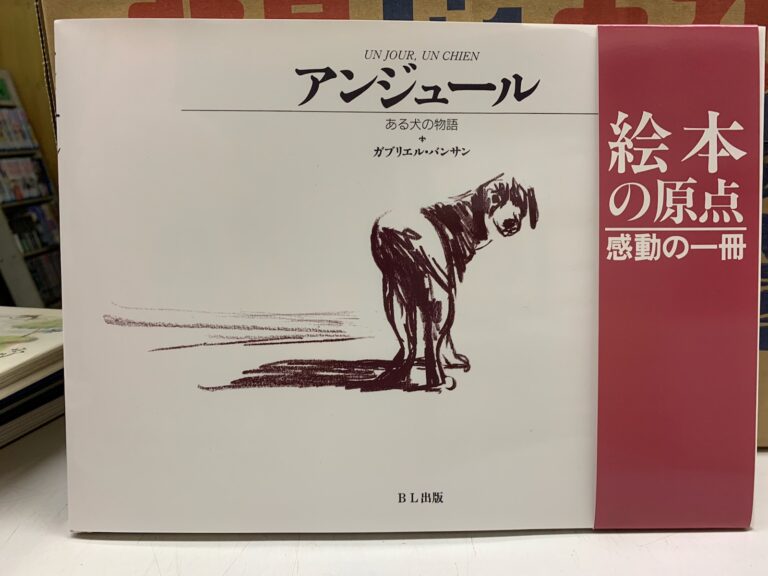 UN JOUR, UN CHIEN
アンジュール
ある犬の物語
ガブリエル・バンサン
BL出版
絵本
の原点
感動の一冊